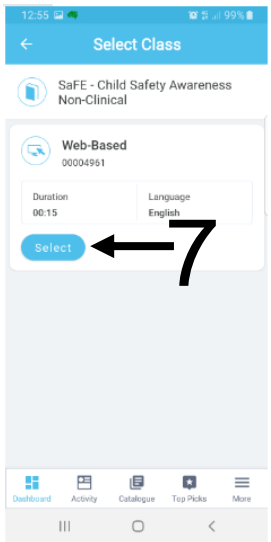 12:55 99%
Select Class
SaFE - Child Safety Awareness
Non-Clinical
Web-Based
00004961
Duration Language
00:15 English
Select
7
Dashboard Activity Catalogue Top Picks More